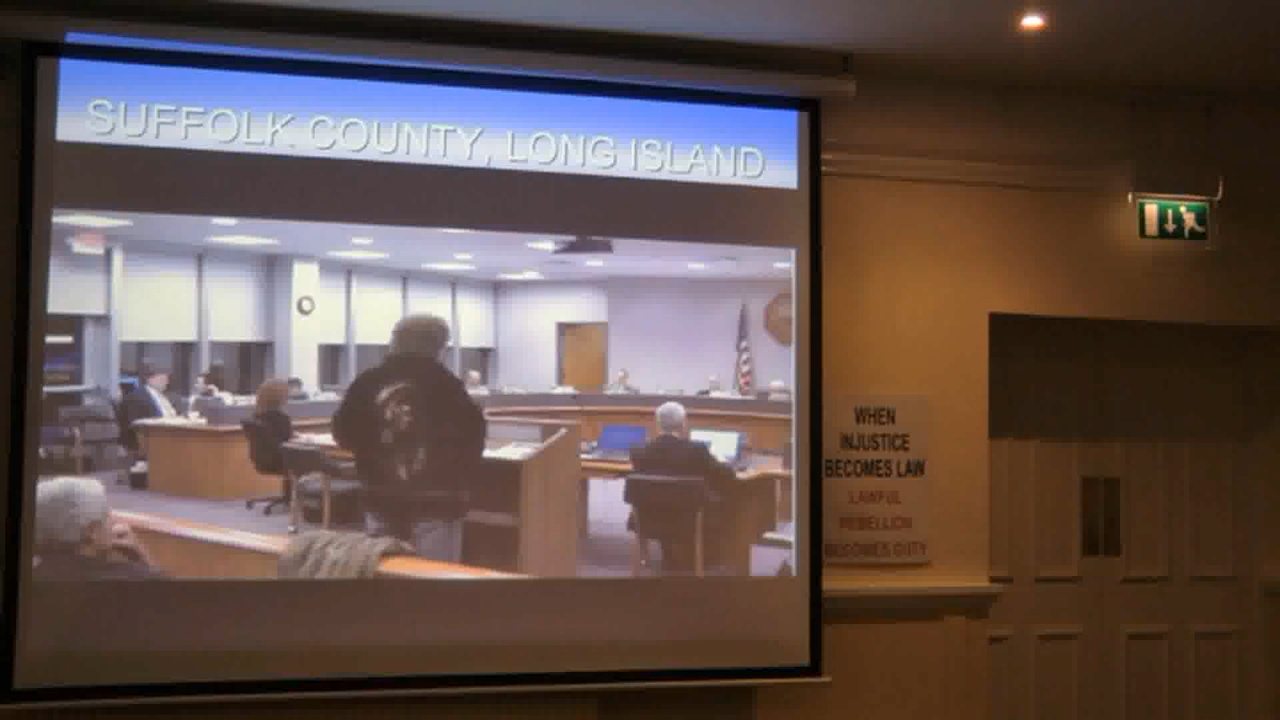 SUFFOLK COUNTY, LONG ISLAND
WHEN
INJUSTICE
BECOMES LAW
LAWFUL
REBELLION
BECOMES DUTY